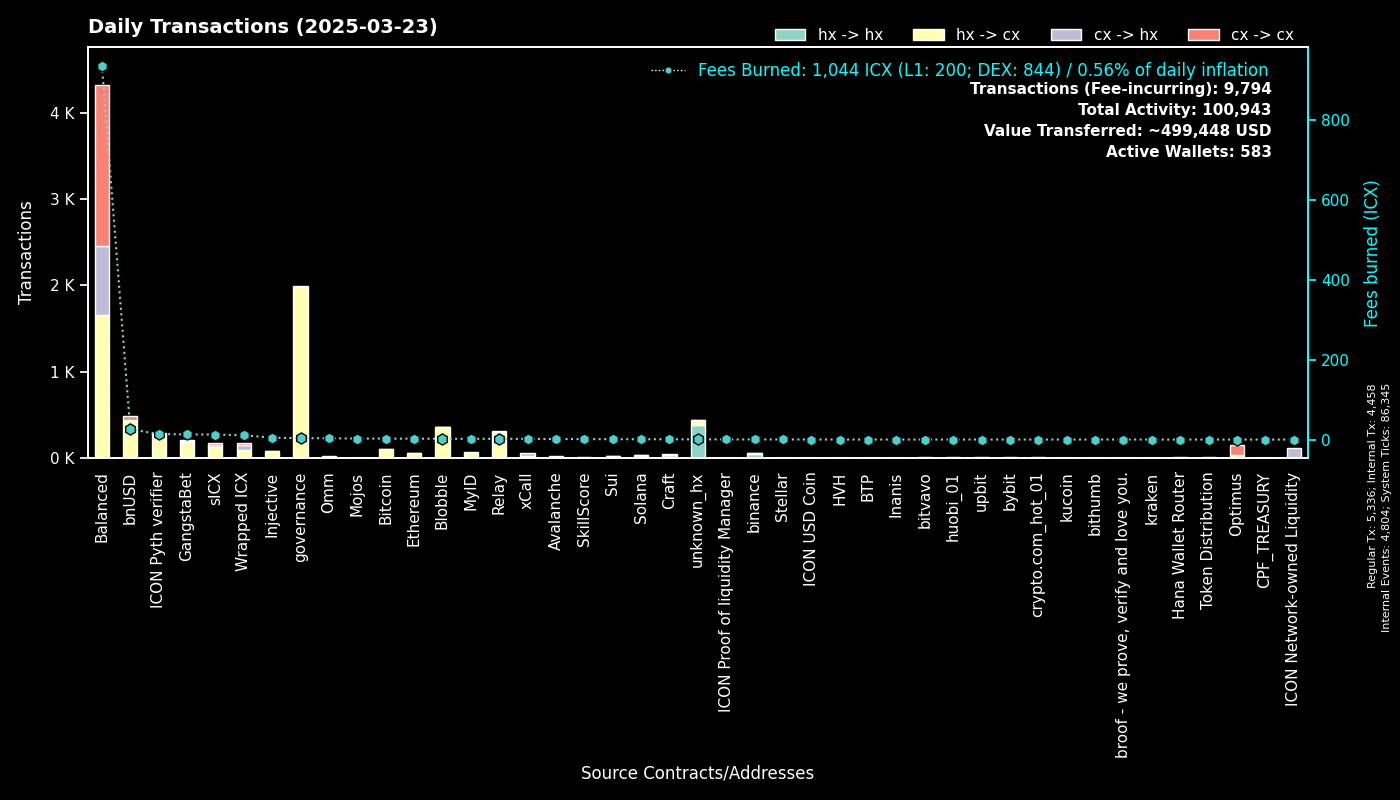 Daily Transactions (2025-03-23)
hx -> hx
hx -> cx
cx -> hx
cx -> cx
Fees Burned: 1,044 ICX (L1: 200; DEX: 844) / 0.56% of daily inflation
Transactions (Fee-incurring): 9,794
Total Activity: 100,943
Value Transferred: ~499,448 USD
Active Wallets: 583
Transactions
4 K
3 K
2 K
1 K
0 K
800
600
400
200
0
Fees burned (ICX)
Balanced
bnUSD
ICON Pyth verifier
GangstaBet
sICX
Wrapped ICX
Injective
governance
Omm
Mojos
Bitcoin
Ethereum
Blobble
MyID
Relay
xCall
Avalanche
SkillScore
Sui
Solana
Craft
unknown_hx
ICON Proof of liquidity Manager
binance
Stellar
ICON USD Coin
HVH
BTP
Inanis
bitvavo
huobi_01
upbit
bybit
crypto.com_hot_01
kucoin
bithumb
broof - we prove, verify and love you.
kraken
Hana Wallet Router
Token Distribution
Optimus
CPF_TREASURY
ICON Network-owned Liquidity
Source Contracts/Addresses
Regular Tx: 5,336; Internal Tx: 4,458
Internal Events: 4,804; System Ticks: 86,345